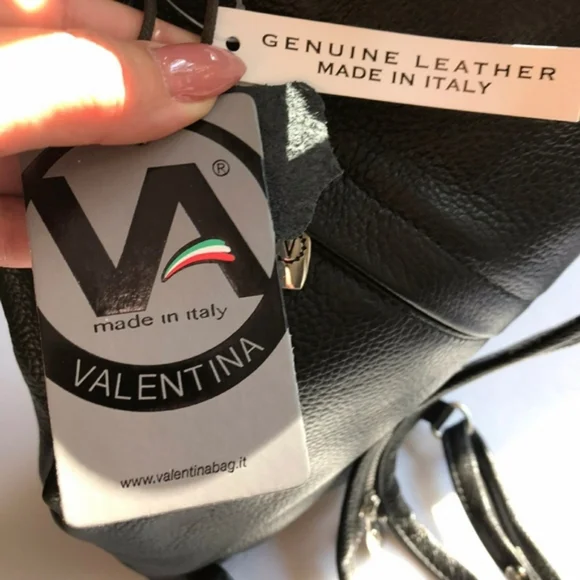 GENUINE LEATHER
MADE IN ITALY
VA®
made in italy
VALENTINA
www.valentinabag.it
V